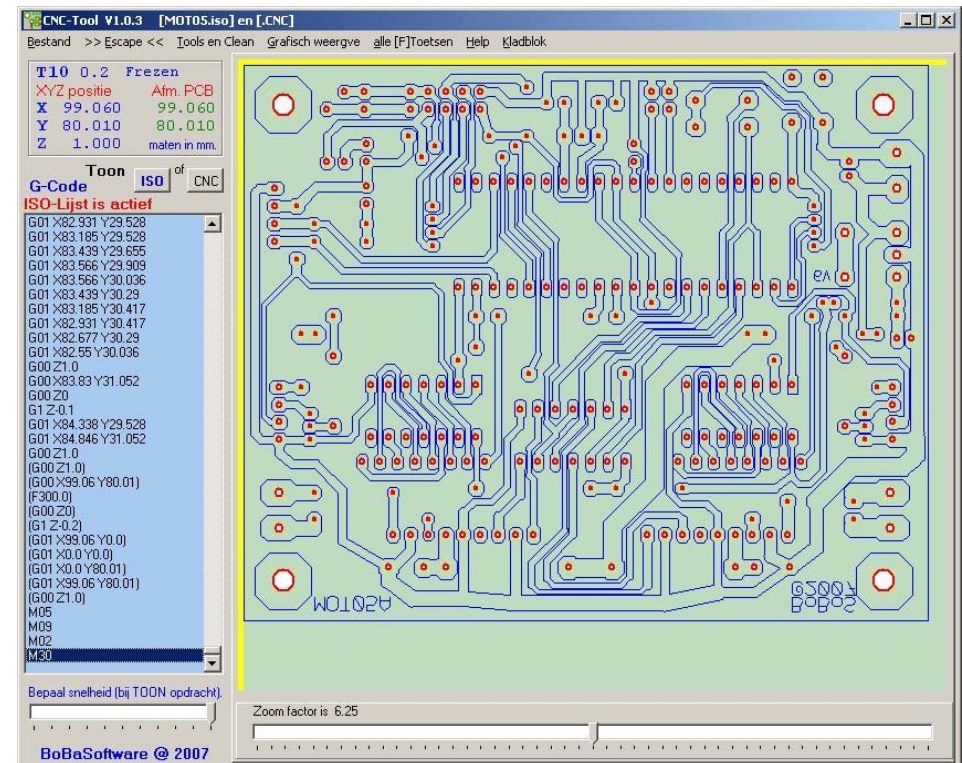 CNC-Tool V1.0.3 [MOT05.iso] en [.CNC]
Bestand >> Escape << Tools en Clean Grafisch weergve alle [F]Toetsen Help Kladblok
T10 0.2 Frezen
XYZ positie Afm. PCB
X 99.060 99.060
Y 80.010 80.010
Z 1.000 maten in mm.
Toon
G-Code ISO of CNC
ISO-Lijst is actief
G01 X82.931 Y29.528
G01 X83.185 Y29.528
G01 X83.439 Y29.655
G01 X83.566 Y29.909
G01 X83.566 Y30.036
G01 X83.439 Y30.29
G01 X83.185 Y30.417
G01 X82.931 Y30.417
G01 X82.677 Y30.29
G01 X82.55 Y30.036
G00 Z1.0
G00 X83.83 Y31.052
G00 Z0
G1 Z-0.1
G01 X84.338 Y29.528
G01 X84.846 Y31.052
G00 Z1.0
(G00 Z1.0)
(G00 X99.06 Y80.01)
(F300.0)
(G00 Z0)
(G1 Z-0.2)
(G01 X99.06 Y0.0)
(G01 X0.0 Y0.0)
(G01 X0.0 Y80.01)
(G01 X99.06 Y80.01)
(G00 Z1.0)
M05
M09
M02
M30
6V
MOT05A
©2007
BoBoS
Bepaal snelheid (bij TOON opdracht).
Zoom factor is 6.25
BoBaSoftware @ 2007